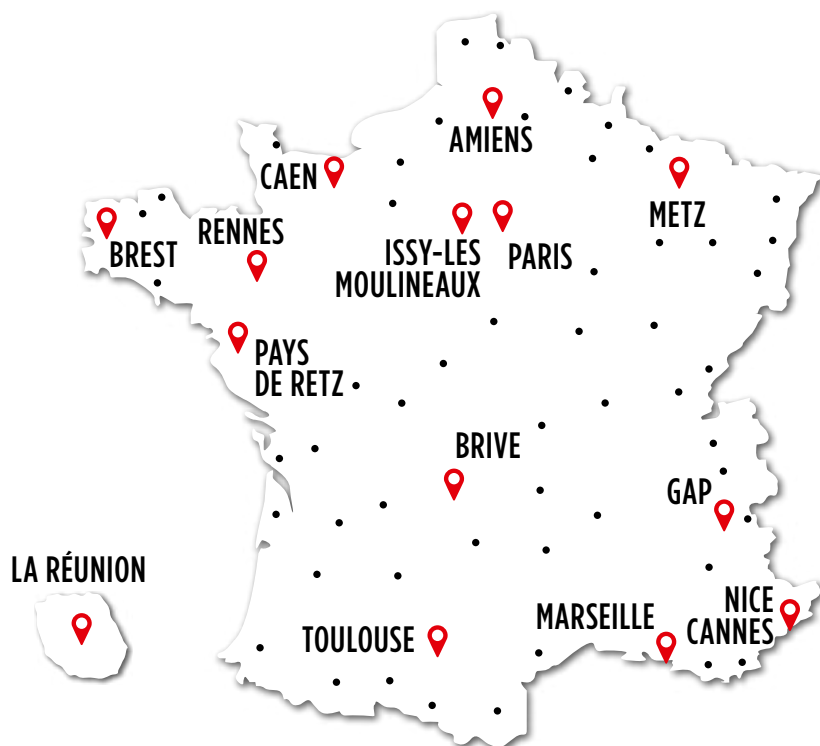 AMIENS
CAEN
METZ
RENNES
BREST
ISSY-LES
MOULINEAUX
PARIS
PAYS
DE RETZ
BRIVE
GAP
LA RÉUNION
NICE
CANNES
MARSEILLE
TOULOUSE